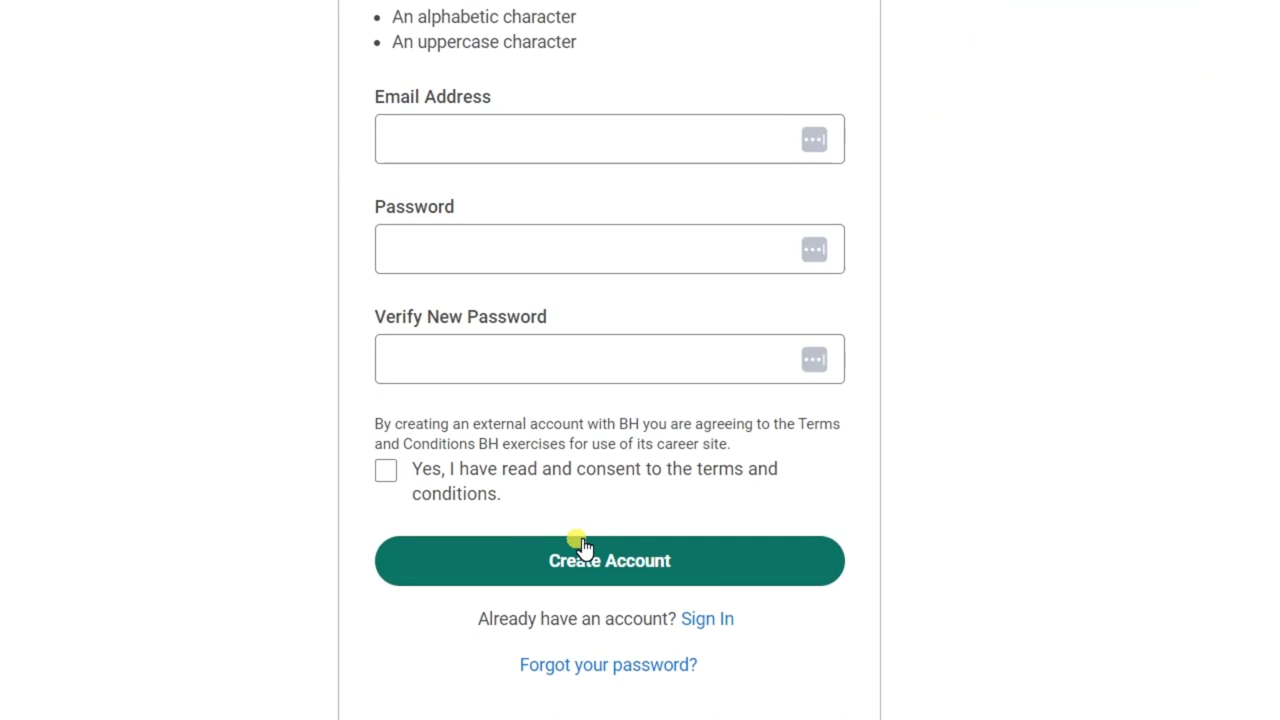 An alphabetic character
An uppercase character
Email Address
Password
Verify New Password
By creating an external account with BH you are agreeing to the Terms
and Conditions BH exercises for use of its career site.
Yes, I have read and consent to the terms and
conditions.
Create Account
Already have an account? Sign In
Forgot your password?